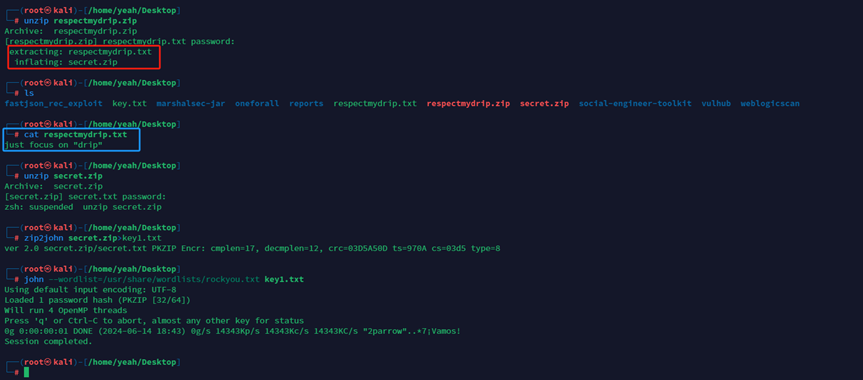 ┌──(root㉿kali)-[/home/yeah/Desktop]
└─# unzip respectmydrip.zip
Archive:  respectmydrip.zip
[respectmydrip.zip] respectmydrip.txt password:
 extracting: respectmydrip.txt
  inflating: secret.zip
┌──(root㉿kali)-[/home/yeah/Desktop]
└─# ls
fastjson_rec_exploit  key.txt  marshalsec-jar  oneforall  reports  respectmydrip.txt  respectmydrip.zip  secret.zip  social-engineer-toolkit  vulhub  weblogicscan
┌──(root㉿kali)-[/home/yeah/Desktop]
└─# cat respectmydrip.txt
just focus on "drip"
┌──(root㉿kali)-[/home/yeah/Desktop]
└─# unzip secret.zip
Archive:  secret.zip
[secret.zip] secret.txt password:
zsh: suspended  unzip secret.zip
┌──(root㉿kali)-[/home/yeah/Desktop]
└─# zip2john secret.zip>key1.txt
ver 2.0 secret.zip/secret.txt PKZIP Encr: cmplen=17, decmplen=12, crc=03D5A50D ts=970A cs=03d5 type=8
┌──(root㉿kali)-[/home/yeah/Desktop]
└─# john --wordlist=/usr/share/wordlists/rockyou.txt key1.txt
Using default input encoding: UTF-8
Loaded 1 password hash (PKZIP [32/64])
Will run 4 OpenMP threads
Press 'q' or Ctrl-C to abort, almost any other key for status
0g 0:00:00:01 DONE (2024-06-14 18:43) 0g/s 14343Kp/s 14343Kc/s 14343KC/s "2parrow"..*7¡Vamos!
Session completed.
┌──(root㉿kali)-[/home/yeah/Desktop]
└─#